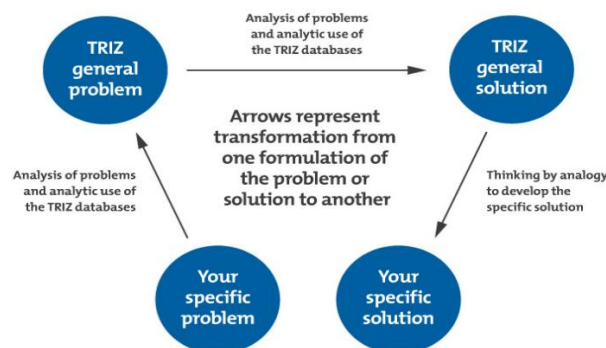 Analysis of problems
and analytic use of
the TRIZ databases
TRIZ
general
problem
TRIZ
general
solution
Arrows represent
transformation from
one formulation of
the problem or
solution to another
Analysis of problems
and analytic use of
the TRIZ databases
Thinking by analogy
to develop the
specific solution
Your
specific
problem
Your
specific
solution